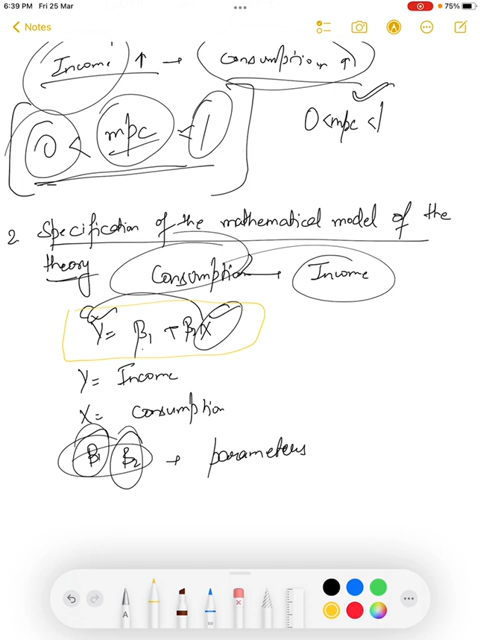 6:39 PM Fri 25 Mar
75%
Notes
Income ↑ → Consumption ↑
0 < mpc < 1
0 < mpc < 1
2 Specification of the mathematical model of the
theory
Consumption Income
Y = β1 + β2 X
Y = Income
X = Consumption
β1 β2 → parameters
A